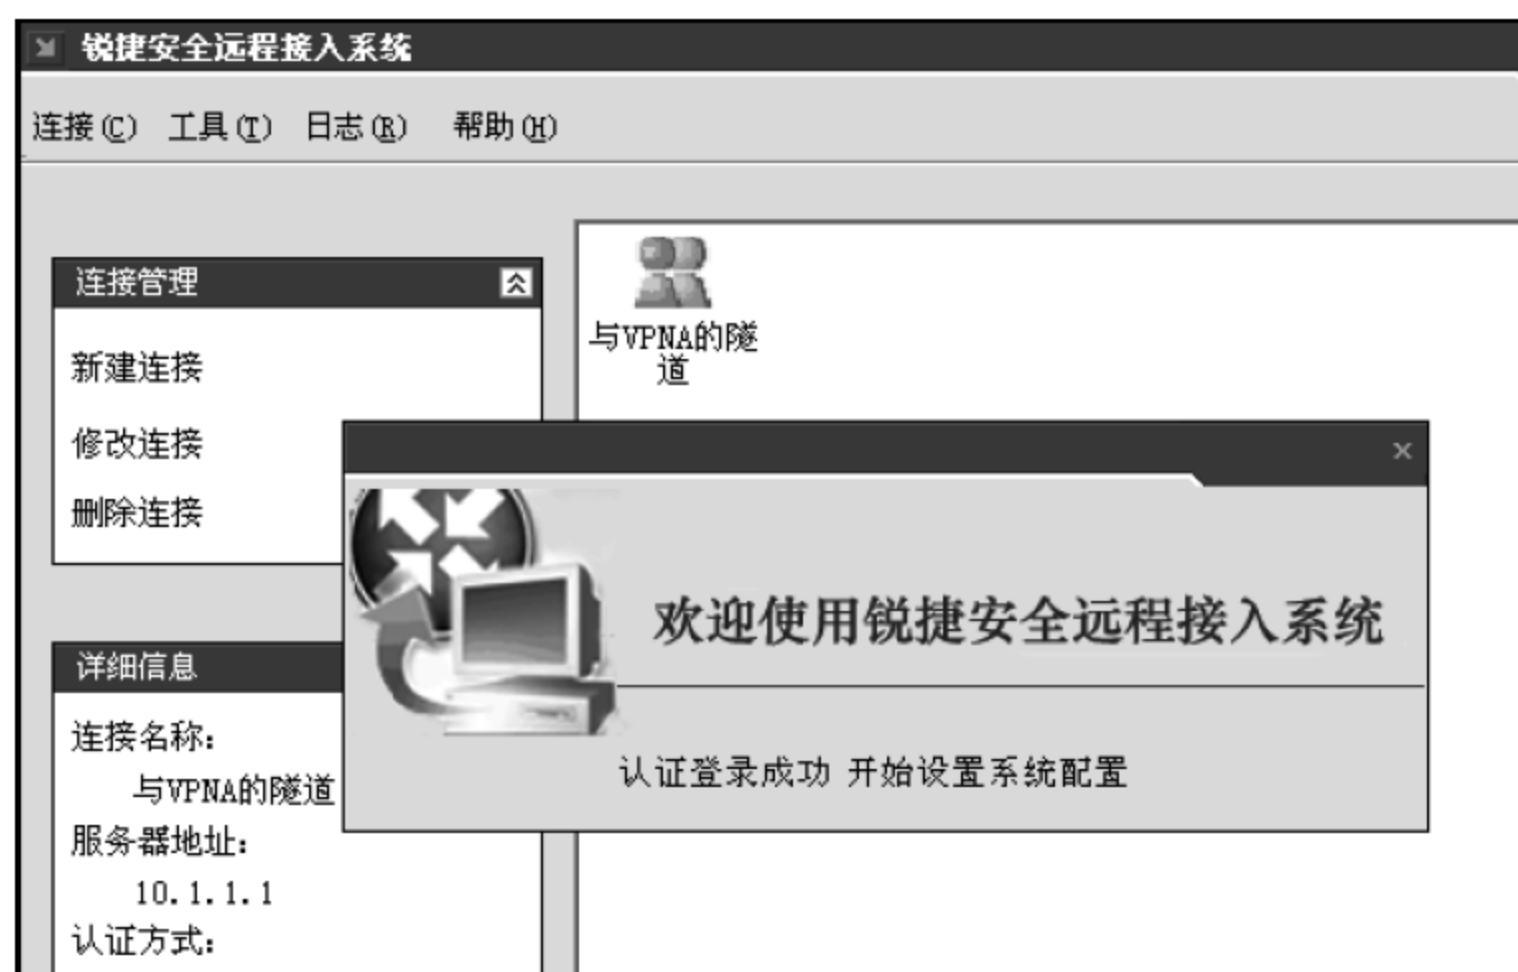 锐捷安全远程接入系统
连接(C) 工具(T) 日志(R) 帮助(H)
连接管理
新建连接
修改连接
删除连接
与VPNA的隧
道
欢迎使用锐捷安全远程接入系统
认证登录成功 开始设置系统配置
详细信息
连接名称:
与VPNA的隧道
服务器地址:
10.1.1.1
认证方式: